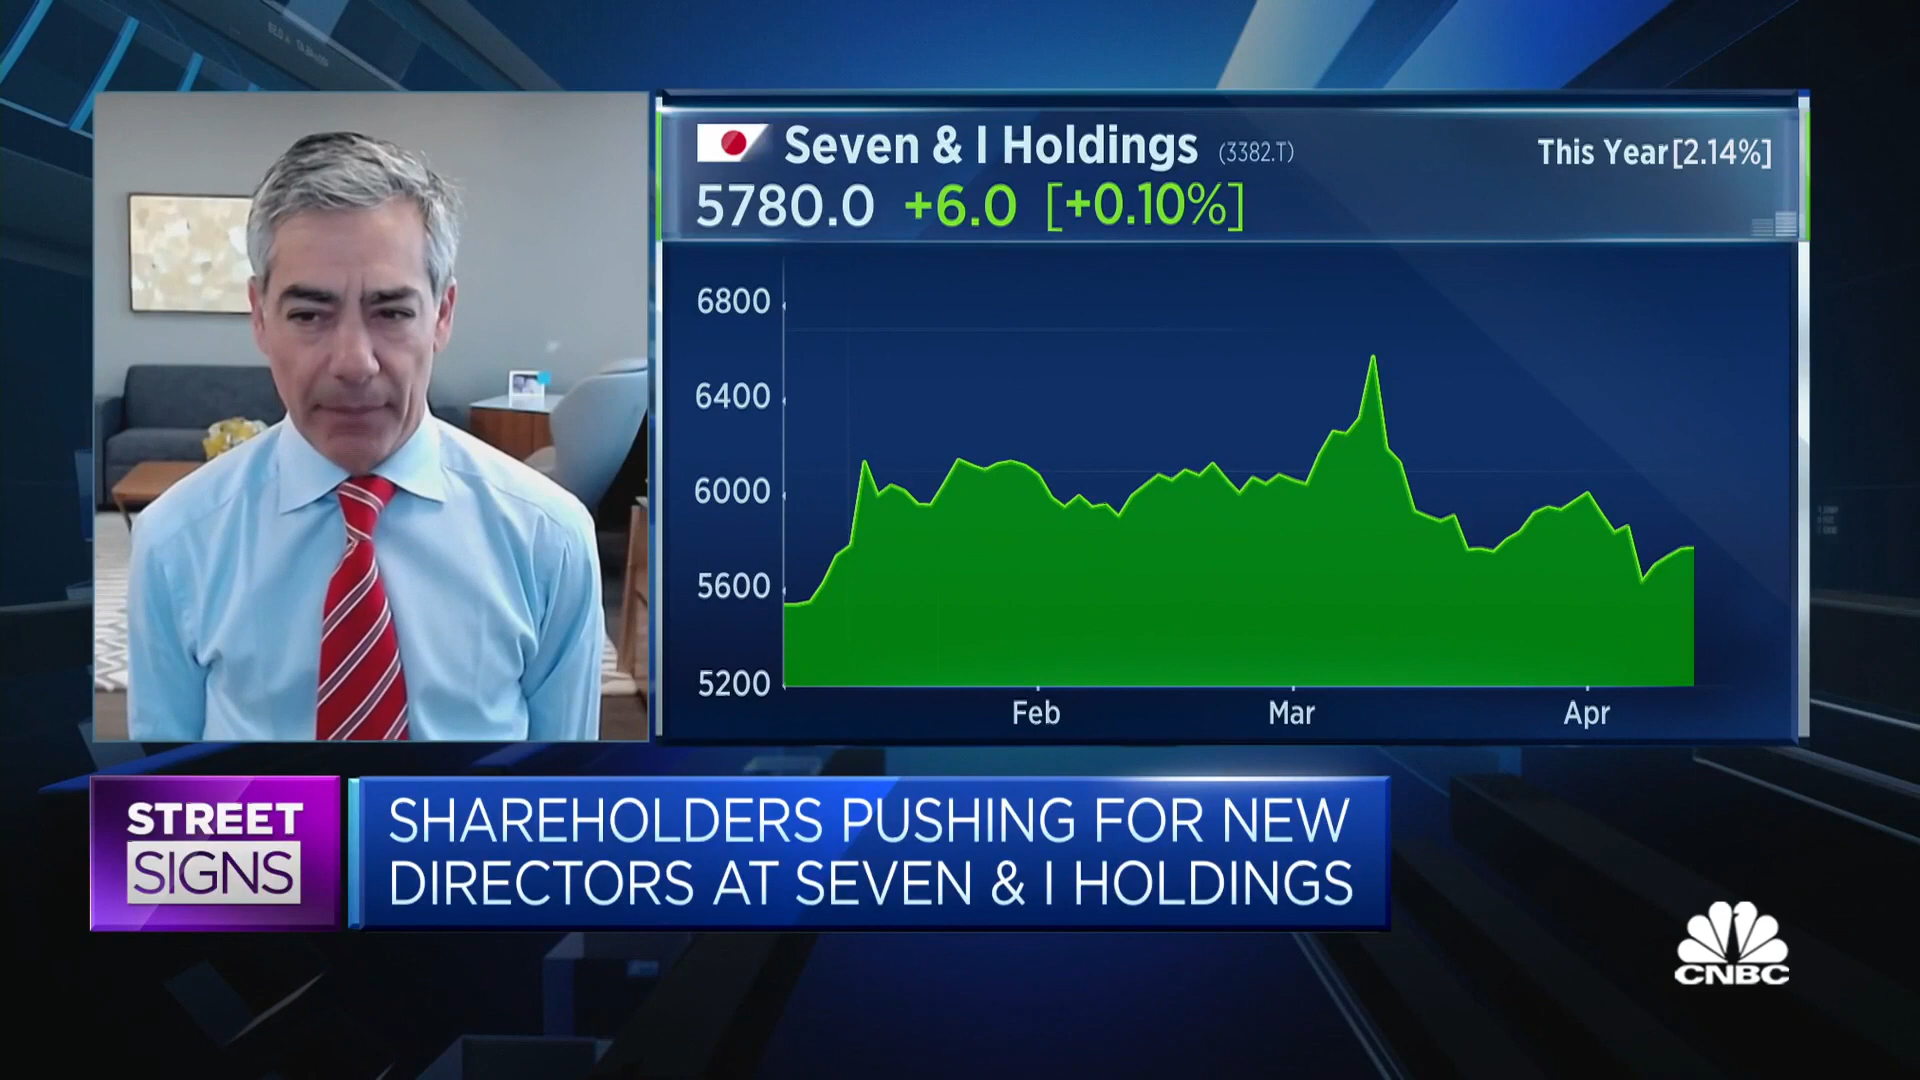 Seven & I Holdings (3382.T)
This Year[2.14%]
5780.0 +6.0 [+0.10%]
6800
6400
6000
5600
5200
Feb Mar Apr
STREET
SIGNS
SHAREHOLDERS PUSHING FOR NEW
DIRECTORS AT SEVEN & I HOLDINGS
CNBC